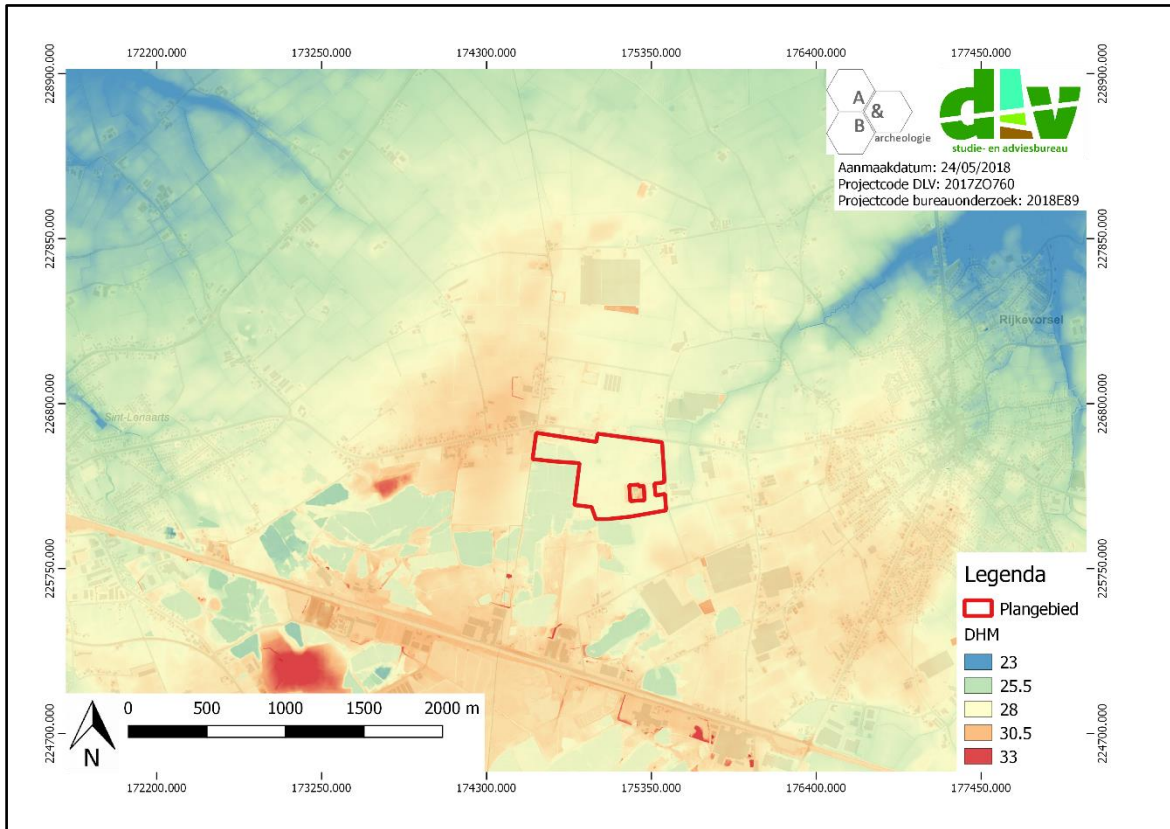 172200.000 173250.000 174300.000 175350.000 176400.000 177450.000
228900.000 228900.000
A
&
B
archeologie
dlv
studie- en adviesbureau
Aanmaakdatum: 24/05/2018
Projectcode DLV: 2017ZO760
Projectcode bureauonderzoek: 2018E89
227850.000 227850.000
Rijkevorsel
226800.000 226800.000
Sint-Lenaarts
225750.000 225750.000
Legenda
Plangebied
DHM
23
25.5
28
30.5
33
0 500 1000 1500 2000 m
N
224700.000 224700.000
172200.000 173250.000 174300.000 175350.000 176400.000 177450.000